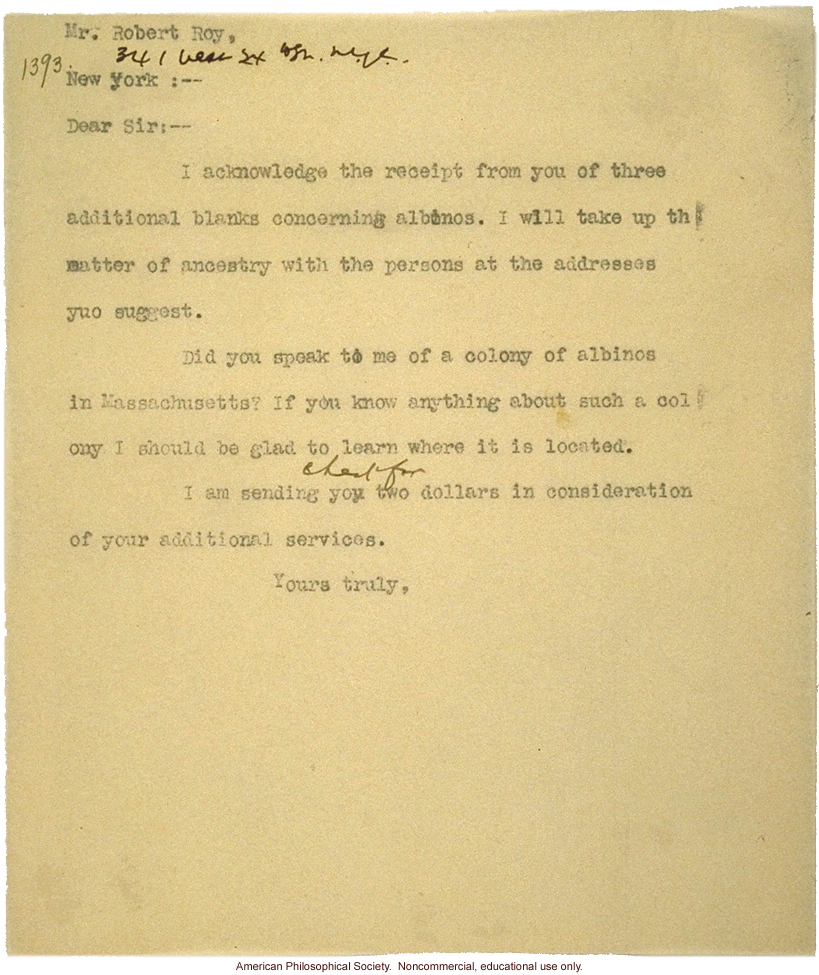 Mr. Robert Roy,
341 West 24
1393.
New York :--
Dear Sir:--
I acknowledge the receipt from you of three
additional blanks concerning albinos. I will take up th
matter of ancestry with the persons at the addresses
yuo suggest.
Did you speak to me of a colony of albinos
in Massachusetts? If you know anything about such a col
ony I should be glad to learn where it is located.
check for
I am sending you two dollars in consideration
of your additional services.
Yours truly,
American Philosophical Society. Noncommercial, educational use only.